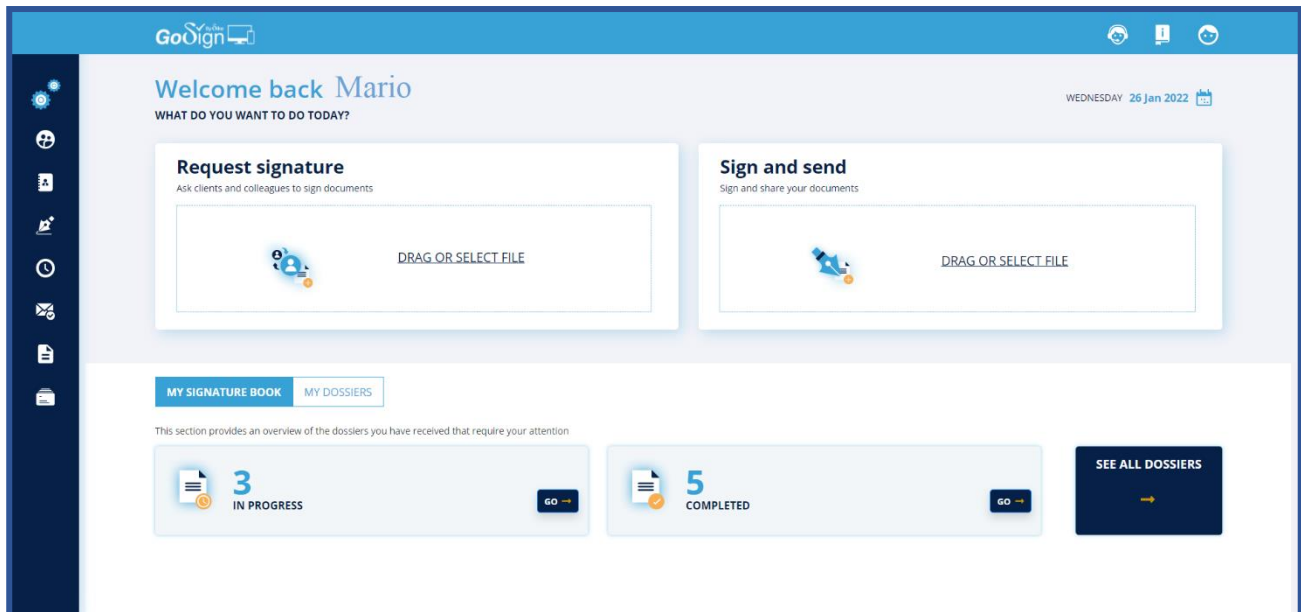 GoSign
Welcome back Mario
WHAT DO YOU WANT TO DO TODAY?
WEDNESDAY 26 Jan 2022
Request signature
Ask clients and colleagues to sign documents
DRAG OR SELECT FILE
Sign and send
Sign and share your documents
DRAG OR SELECT FILE
MY SIGNATURE BOOK
MY DOSSIERS
This section provides an overview of the dossiers you have received that require your attention
3
IN PROGRESS
GO →
5
COMPLETED
GO →
SEE ALL DOSSIERS
→